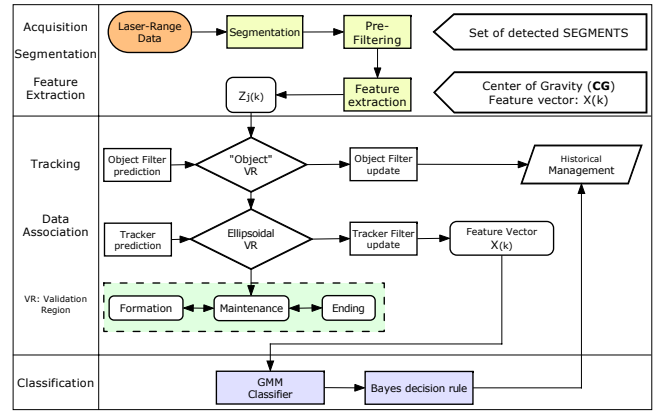 Acquisition
Segmentation
Feature
Extraction
Laser-Range
Data
Segmentation
Pre-
Filtering
Set of detected SEGMENTS
Zj(k)
Feature
extraction
Center of Gravity (CG)
Feature vector: X(k)
Tracking
Object Filter
prediction
"Object"
VR
Object Filter
update
Historical
Management
Data
Association
Tracker
prediction
Ellipsoidal
VR
Tracker Filter
update
Feature Vector
X(k)
VR: Validation
Region
Formation
Maintenance
Ending
Classification
GMM
Classifier
Bayes decision rule